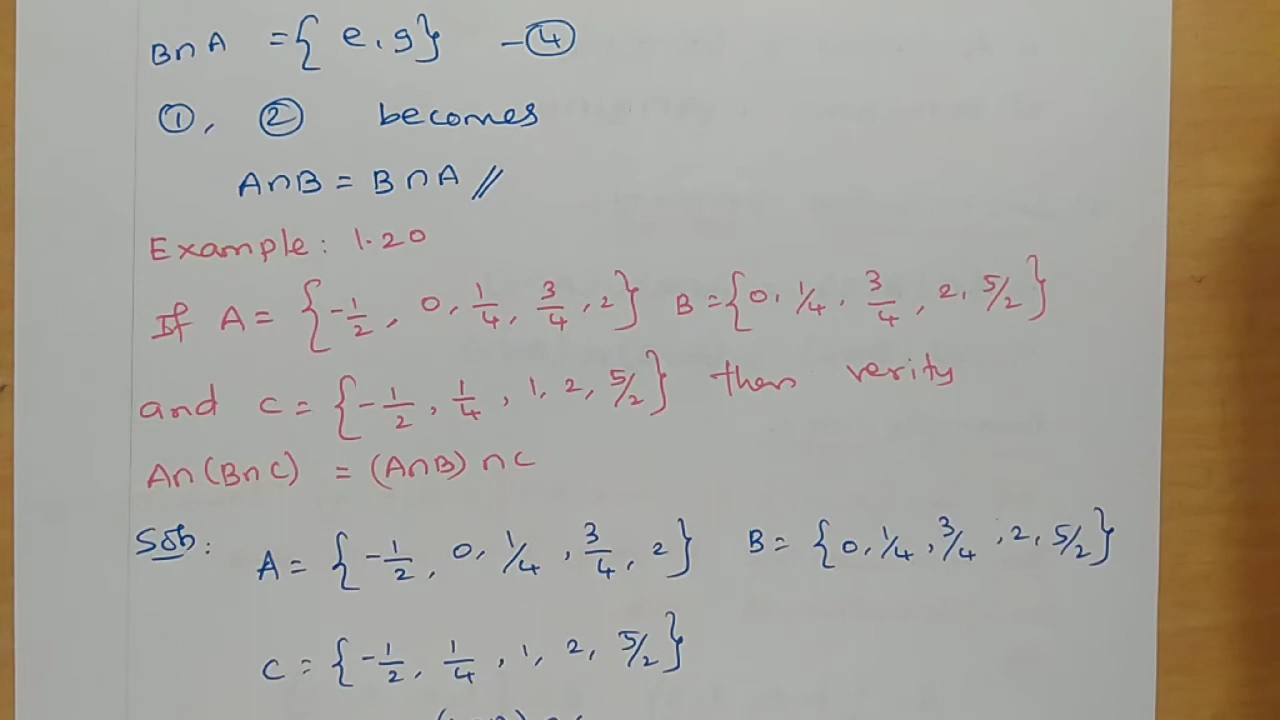 B∩A = {e, g} - ④
①, ② becomes
A∩B = B∩A //
Example: 1.20
If A = {-1/2, 0, 1/4, 3/4, 2} B = {0, 1/4, 3/4, 2, 5/2}
and C = {-1/2, 1/4, 1, 2, 5/2} then verity
A∩(B∩C) = (A∩B)∩C
Soln:
A = {-1/2, 0, 1/4, 3/4, 2} B = {0, 1/4, 3/4, 2, 5/2}
C = {-1/2, 1/4, 1, 2, 5/2}